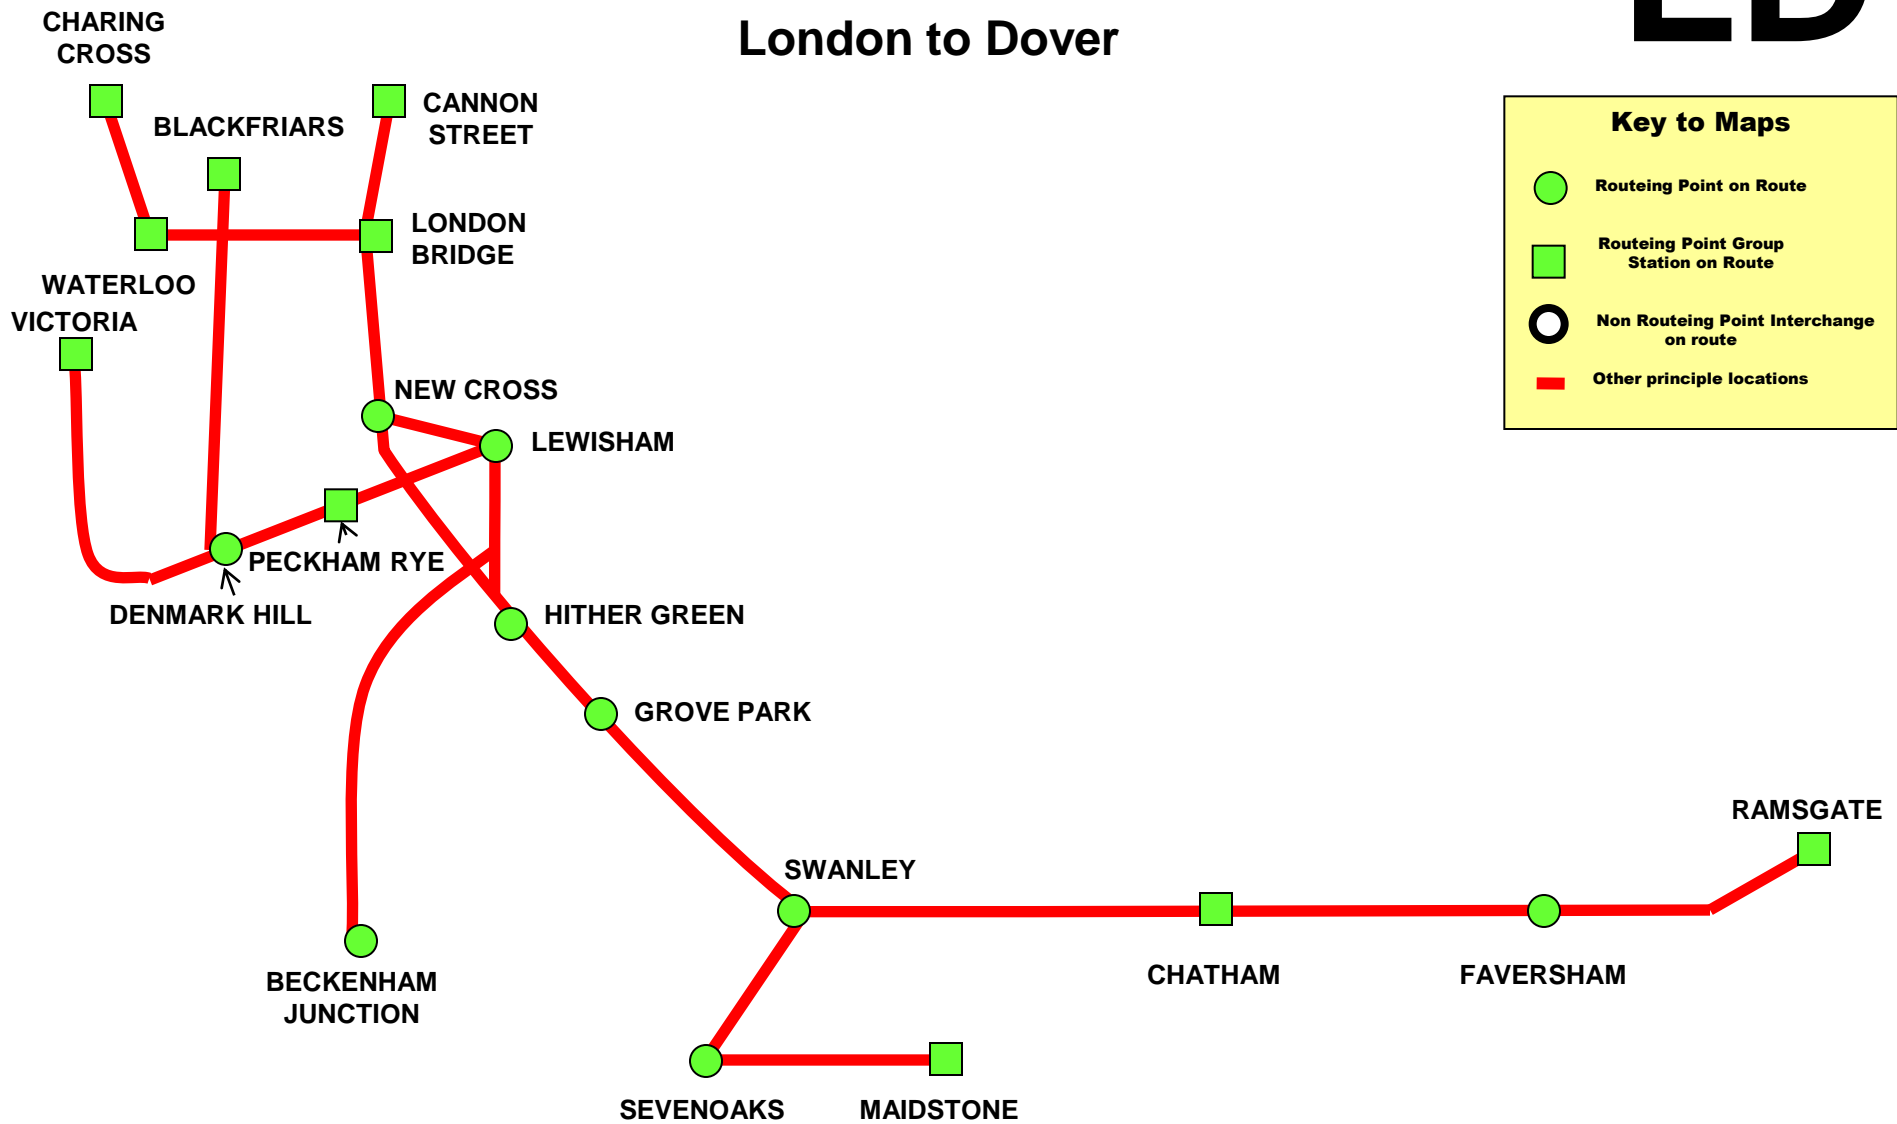 London to Dover
LD
CHARING
CROSS
BLACKFRIARS
CANNON
STREET
LONDON
BRIDGE
WATERLOO
VICTORIA
NEW CROSS
LEWISHAM
PECKHAM RYE
DENMARK HILL
HITHER GREEN
GROVE PARK
BECKENHAM
JUNCTION
SWANLEY
CHATHAM
FAVERSHAM
RAMSGATE
SEVENOAKS
MAIDSTONE
Key to Maps
Routeing Point on Route
Routeing Point Group
Station on Route
Non Routeing Point Interchange
on route
Other principle locations